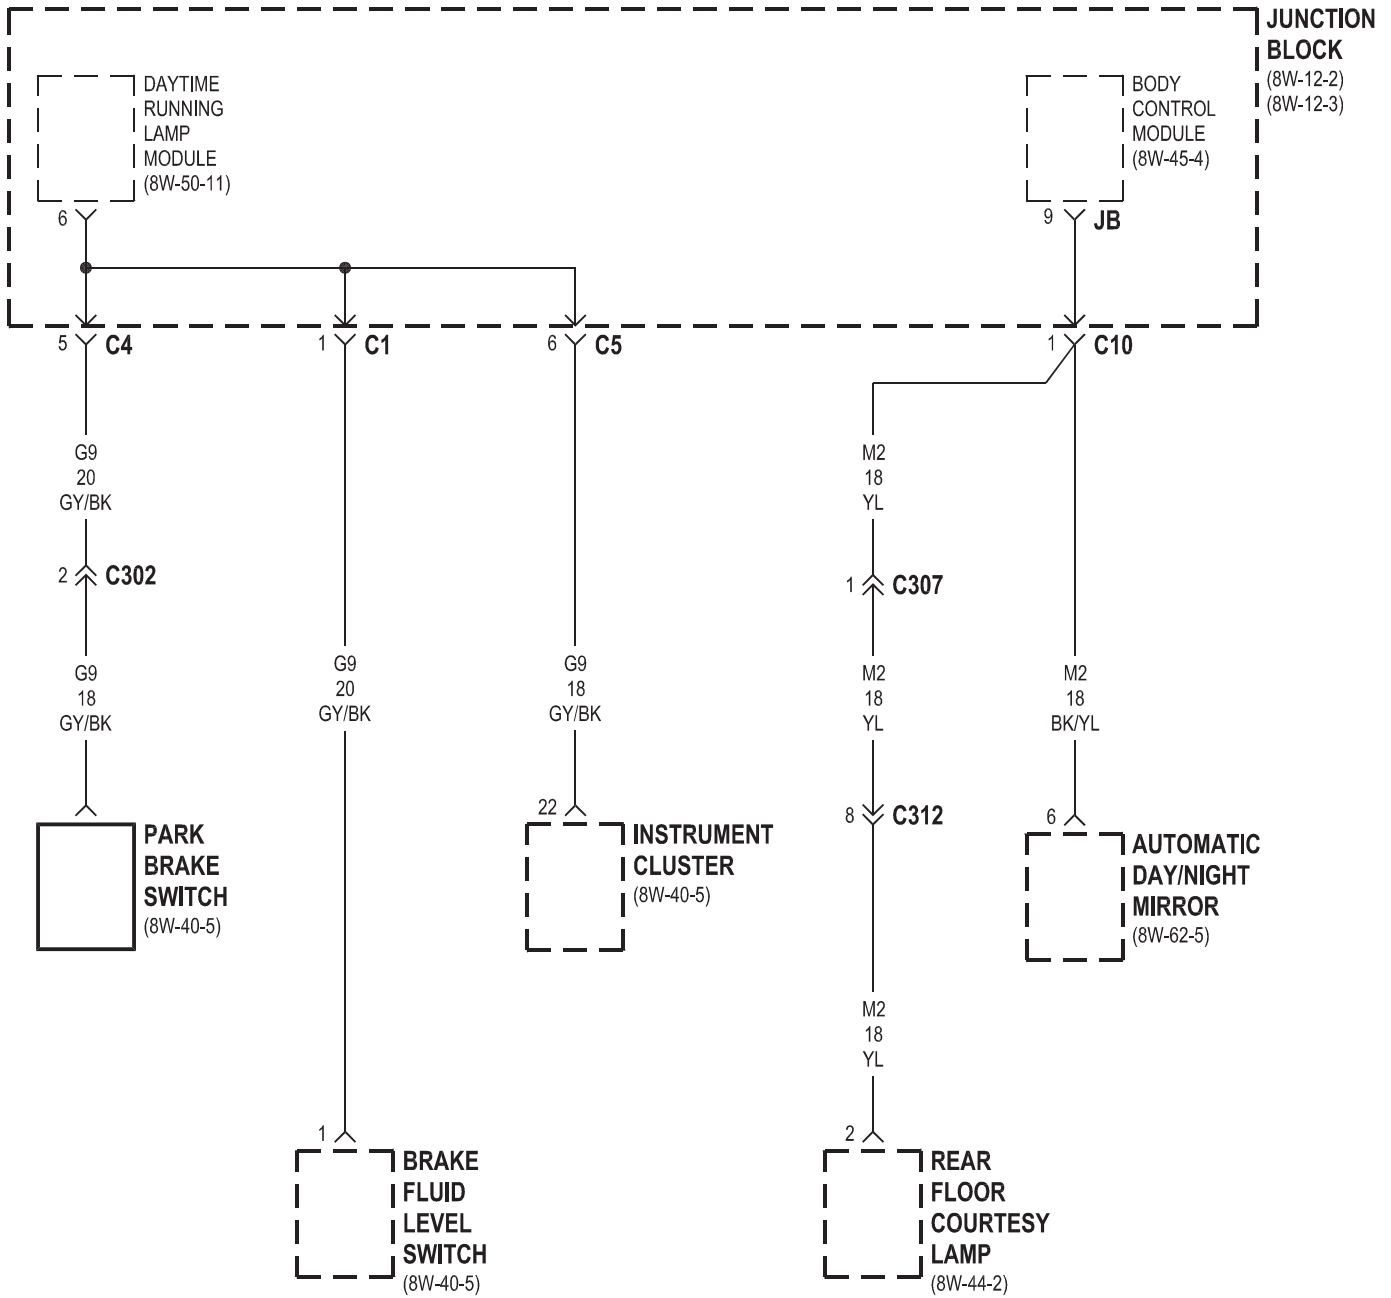 JUNCTION
BLOCK
(8W-12-2)
(8W-12-3)
DAYTIME
RUNNING
LAMP
MODULE
(8W-50-11)
BODY
CONTROL
MODULE
(8W-45-4)
6
9 JB
5 C4
1 C1
6 C5
1 C10
G9
20
GY/BK
M2
18
YL
2 C302
1 C307
G9
18
GY/BK
G9
20
GY/BK
G9
18
GY/BK
M2
18
YL
M2
18
BK/YL
PARK
BRAKE
SWITCH
(8W-40-5)
22
INSTRUMENT
CLUSTER
(8W-40-5)
8 C312
6
AUTOMATIC
DAY/NIGHT
MIRROR
(8W-62-5)
M2
18
YL
1
BRAKE
FLUID
LEVEL
SWITCH
(8W-40-5)
2
REAR
FLOOR
COURTESY
LAMP
(8W-44-2)